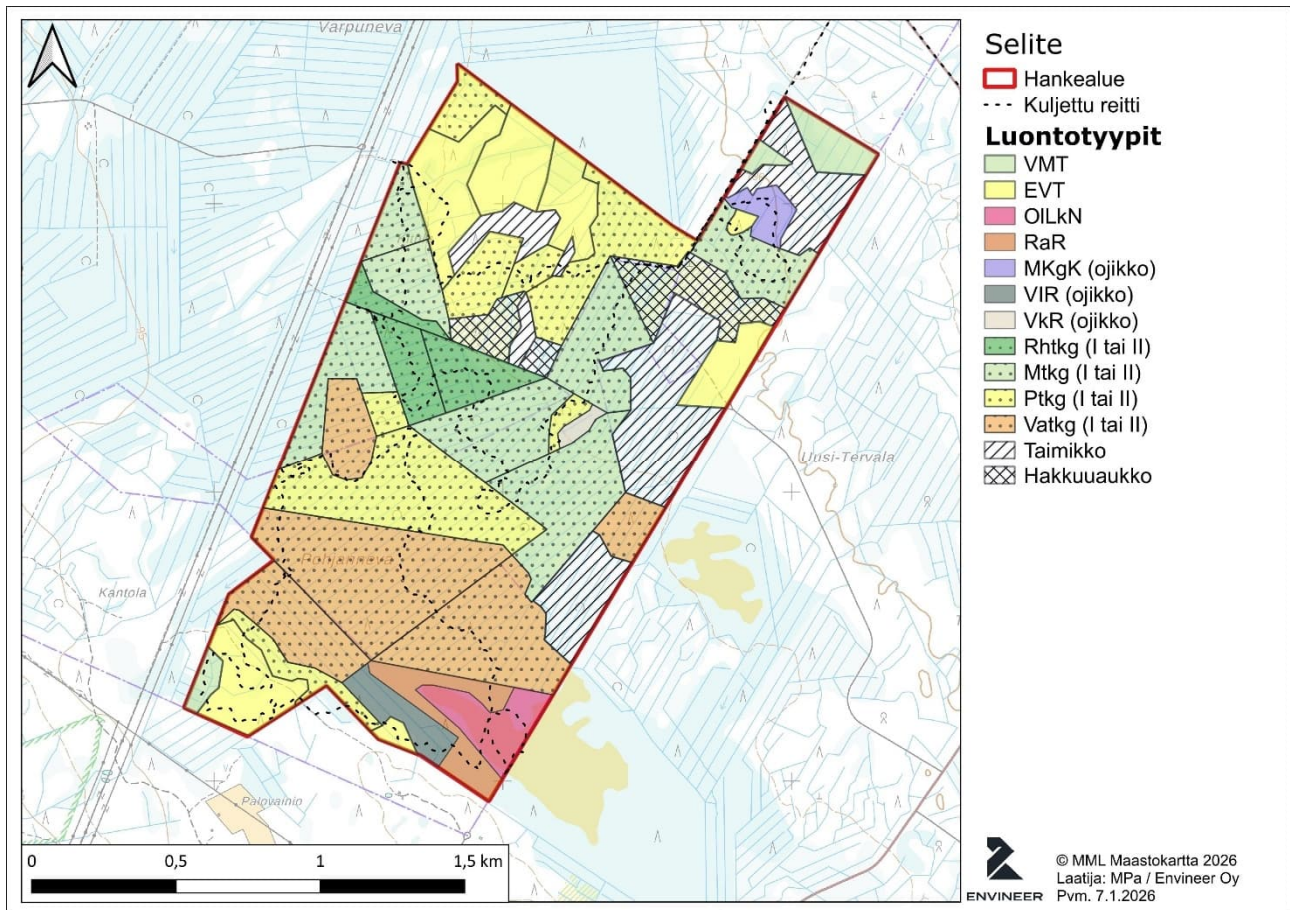 Varpuneva
Pohjanneva
Uusi-Tervala
Kantola
Palovainio
0 0,5 1 1,5 km
Selite
Hankealue
Kuljettu reitti
Luontotyypit
VMT
EVT
OlLkN
RaR
MKgK (ojikko)
VIR (ojikko)
VkR (ojikko)
Rhtkg (I tai II)
Mtkg (I tai II)
Ptkg (I tai II)
Vatkg (I tai II)
Taimikko
Hakkuuaukko
ENVINEER
© MML Maastokartta 2026
Laatija: MPa / Envineer Oy
Pvm. 7.1.2026